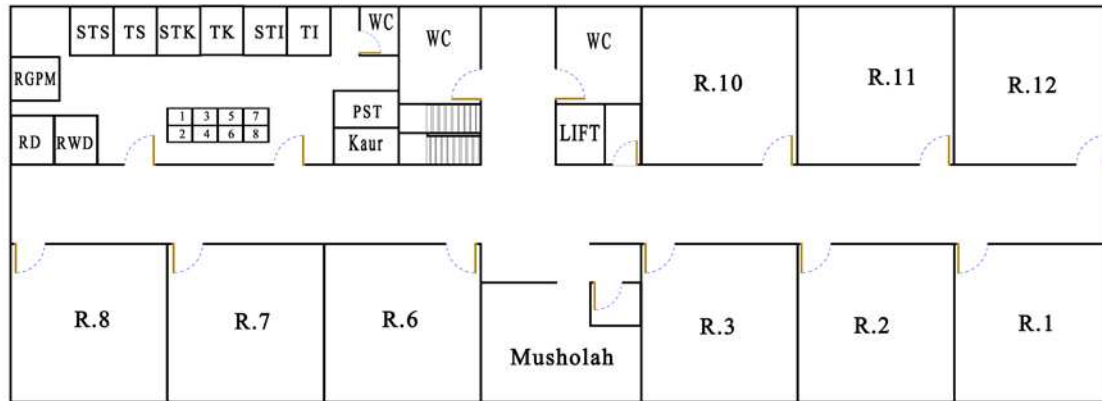 STS TS STK TK STI TI WC WC WC
RGPM R.10 R.11 R.12
1 3 5 7 PST
2 4 6 8 LIFT
RD RWD Kaur
R.8 R.7 R.6 R.3 R.2 R.1
Musholah